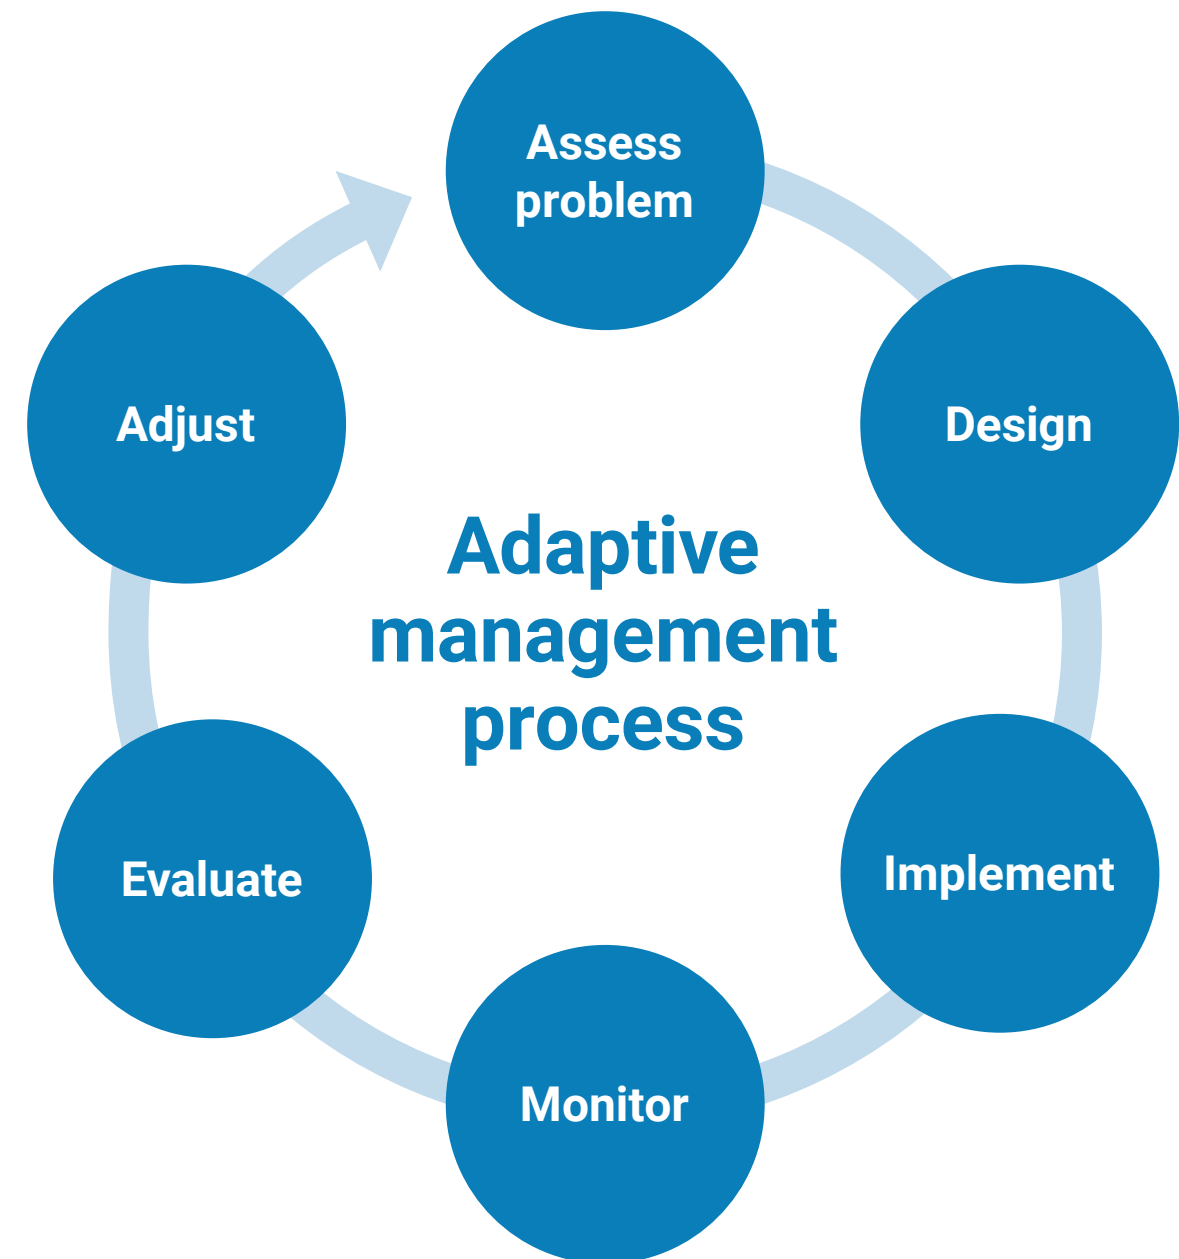 Assess
problem
Design
Implement
Monitor
Evaluate
Adjust
Adaptive
management
process